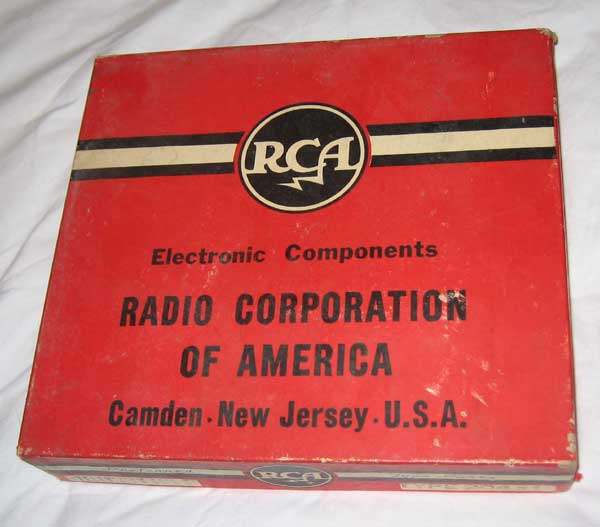 RCA
Electronic Components
RADIO CORPORATION
OF AMERICA
Camden · New Jersey · U.S.A.
RCA